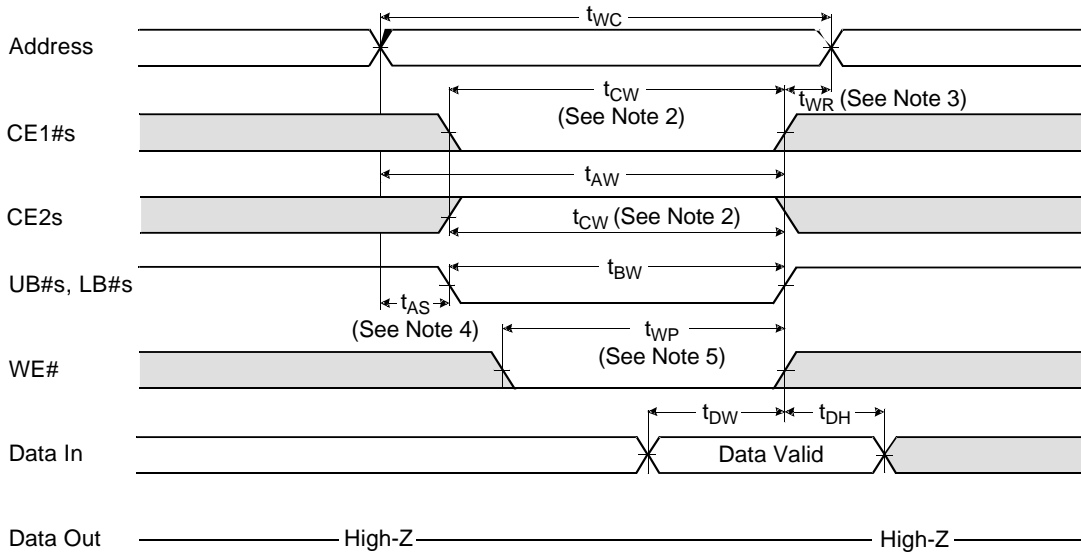 tWC
Address
tCW
(See Note 2)
tWR (See Note 3)
CE1#s
tAW
CE2s
tCW (See Note 2)
tBW
UB#s, LB#s
tAS
(See Note 4)
tWP
(See Note 5)
WE#
tDW
tDH
Data In
Data Valid
Data Out
High-Z
High-Z